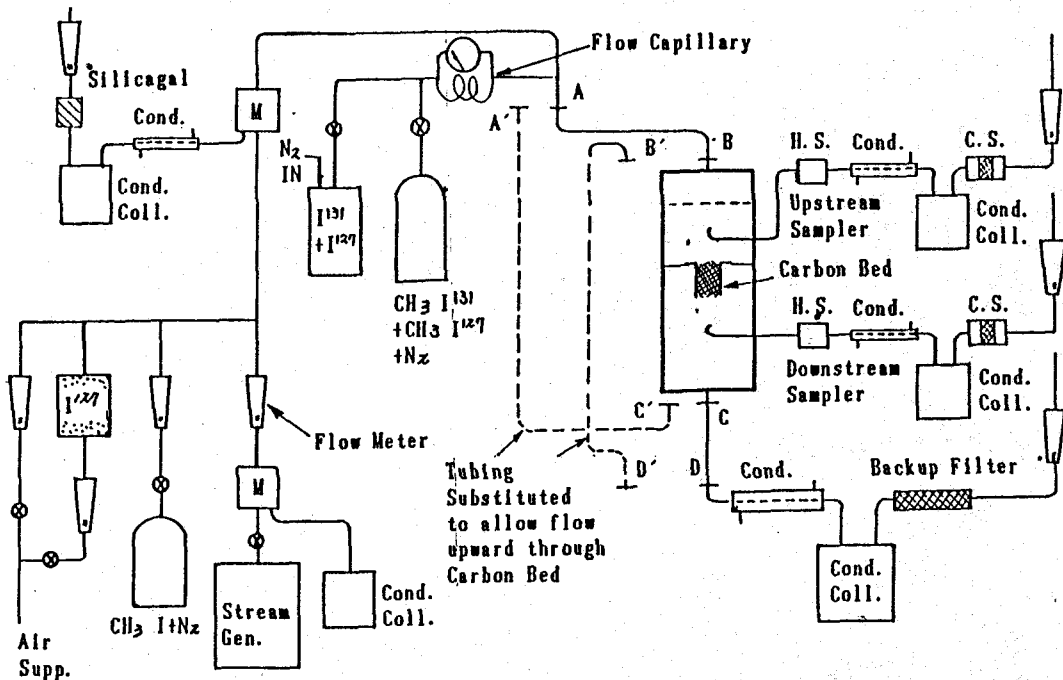 Silicagal
Cond.
M
Cond.
Coll.
Flow Capillary
A
A'
N2
IN
I131
+ I127
CH3 I131
+CH3 I127
+N2
B'
B
H.S.
Cond.
C.S.
Upstream
Sampler
Cond.
Coll.
Carbon Bed
H.S.
Cond.
C.S.
Downstream
Sampler
Cond.
Coll.
C'
C
I127
Flow Meter
M
Tubing
Substituted
to allow flow
upward through
Carbon Bed
D'
D
Cond.
Backup Filter
Cond.
Coll.
CH3 I+N2
Stream
Gen.
Cond.
Coll.
Air
Supp.